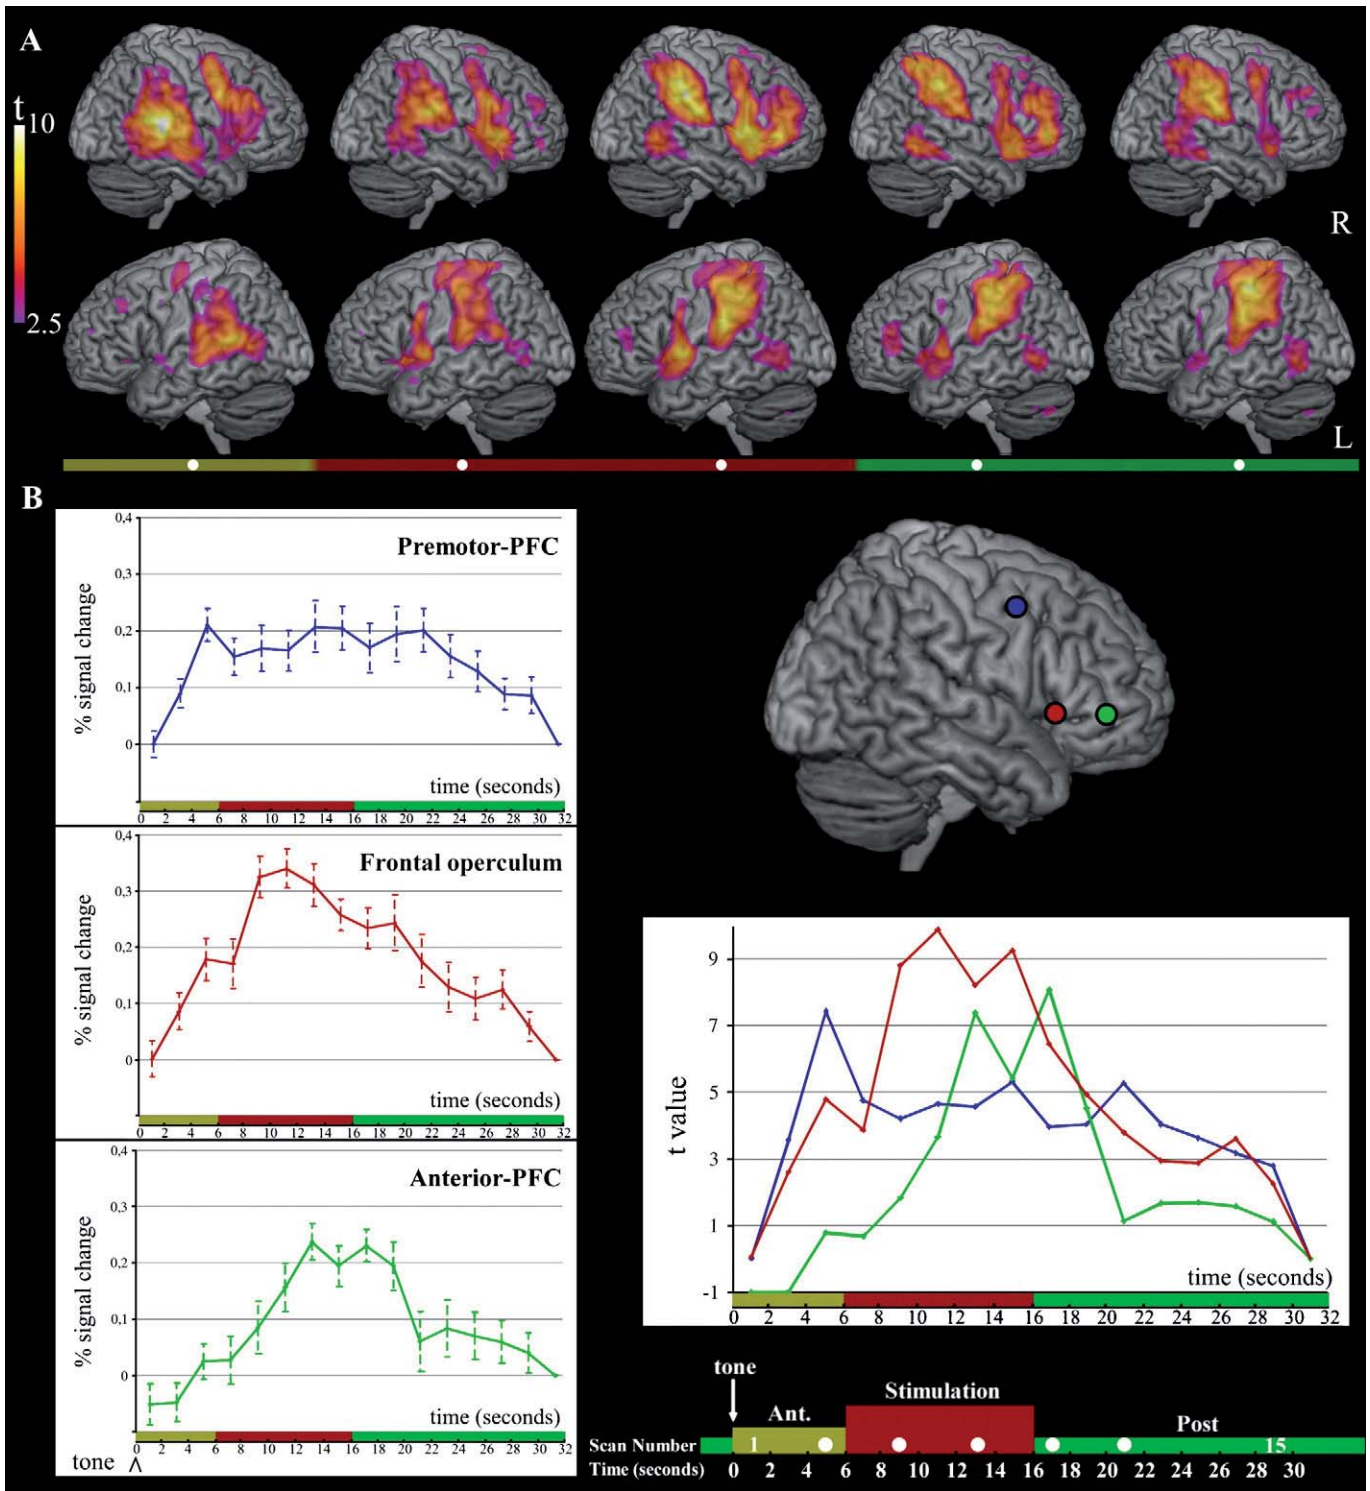 A
t
10
2.5
R
L
B
0,4
Premotor-PFC
0,3
0,2
0,1
0
% signal change
time (seconds)
0 2 4 6 8 10 12 14 16 18 20 22 24 26 28 30 32
0,4
Frontal operculum
0,3
0,2
0,1
0
% signal change
time (seconds)
0 2 4 6 8 10 12 14 16 18 20 22 24 26 28 30 32
0,4
Anterior-PFC
0,3
0,2
0,1
0
% signal change
time (seconds)
0 2 4 6 8 10 12 14 16 18 20 22 24 26 28 30 32
tone ^
9
7
5
3
1
-1
t value
time (seconds)
0 2 4 6 8 10 12 14 16 18 20 22 24 26 28 30 32
tone
Stimulation
Ant.
Post
Scan Number 1 15
Time (seconds) 0 2 4 6 8 10 12 14 16 18 20 22 24 26 28 30